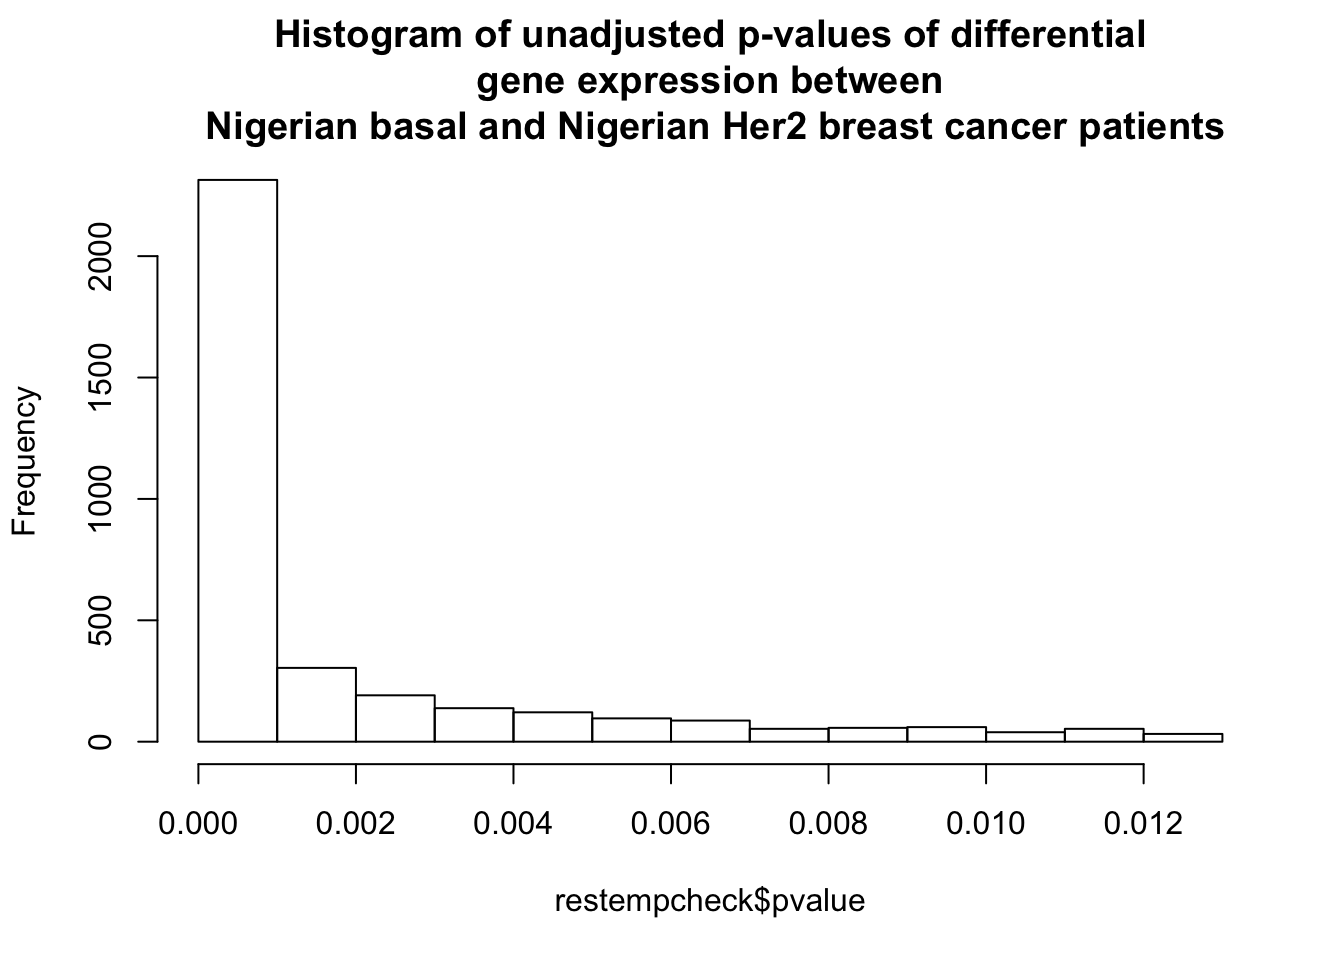 Histogram of unadjusted p-values of differential
gene expression between
Nigerian basal and Nigerian Her2 breast cancer patients
Frequency
2000
1500
1000
500
0
0.000 0.002 0.004 0.006 0.008 0.010 0.012
restempcheck$pvalue